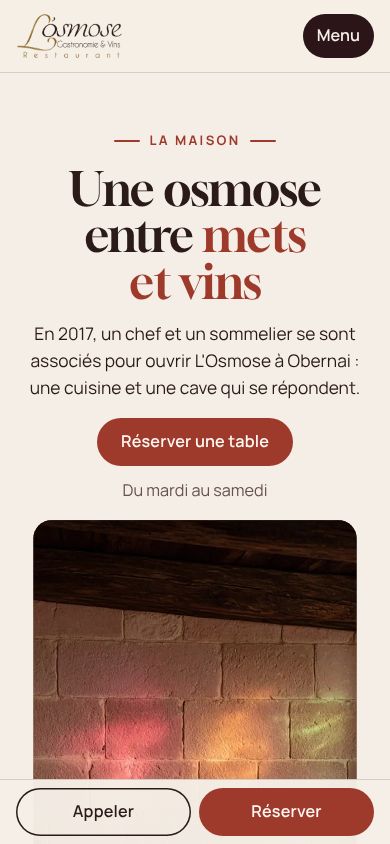 L'Osmose
Gastronomie & Vins
Restaurant
Menu
LA MAISON
Une osmose
entre mets
et vins
En 2017, un chef et un sommelier se sont
associés pour ouvrir L'Osmose à Obernai :
une cuisine et une cave qui se répondent.
Réserver une table
Du mardi au samedi
Appeler
Réserver